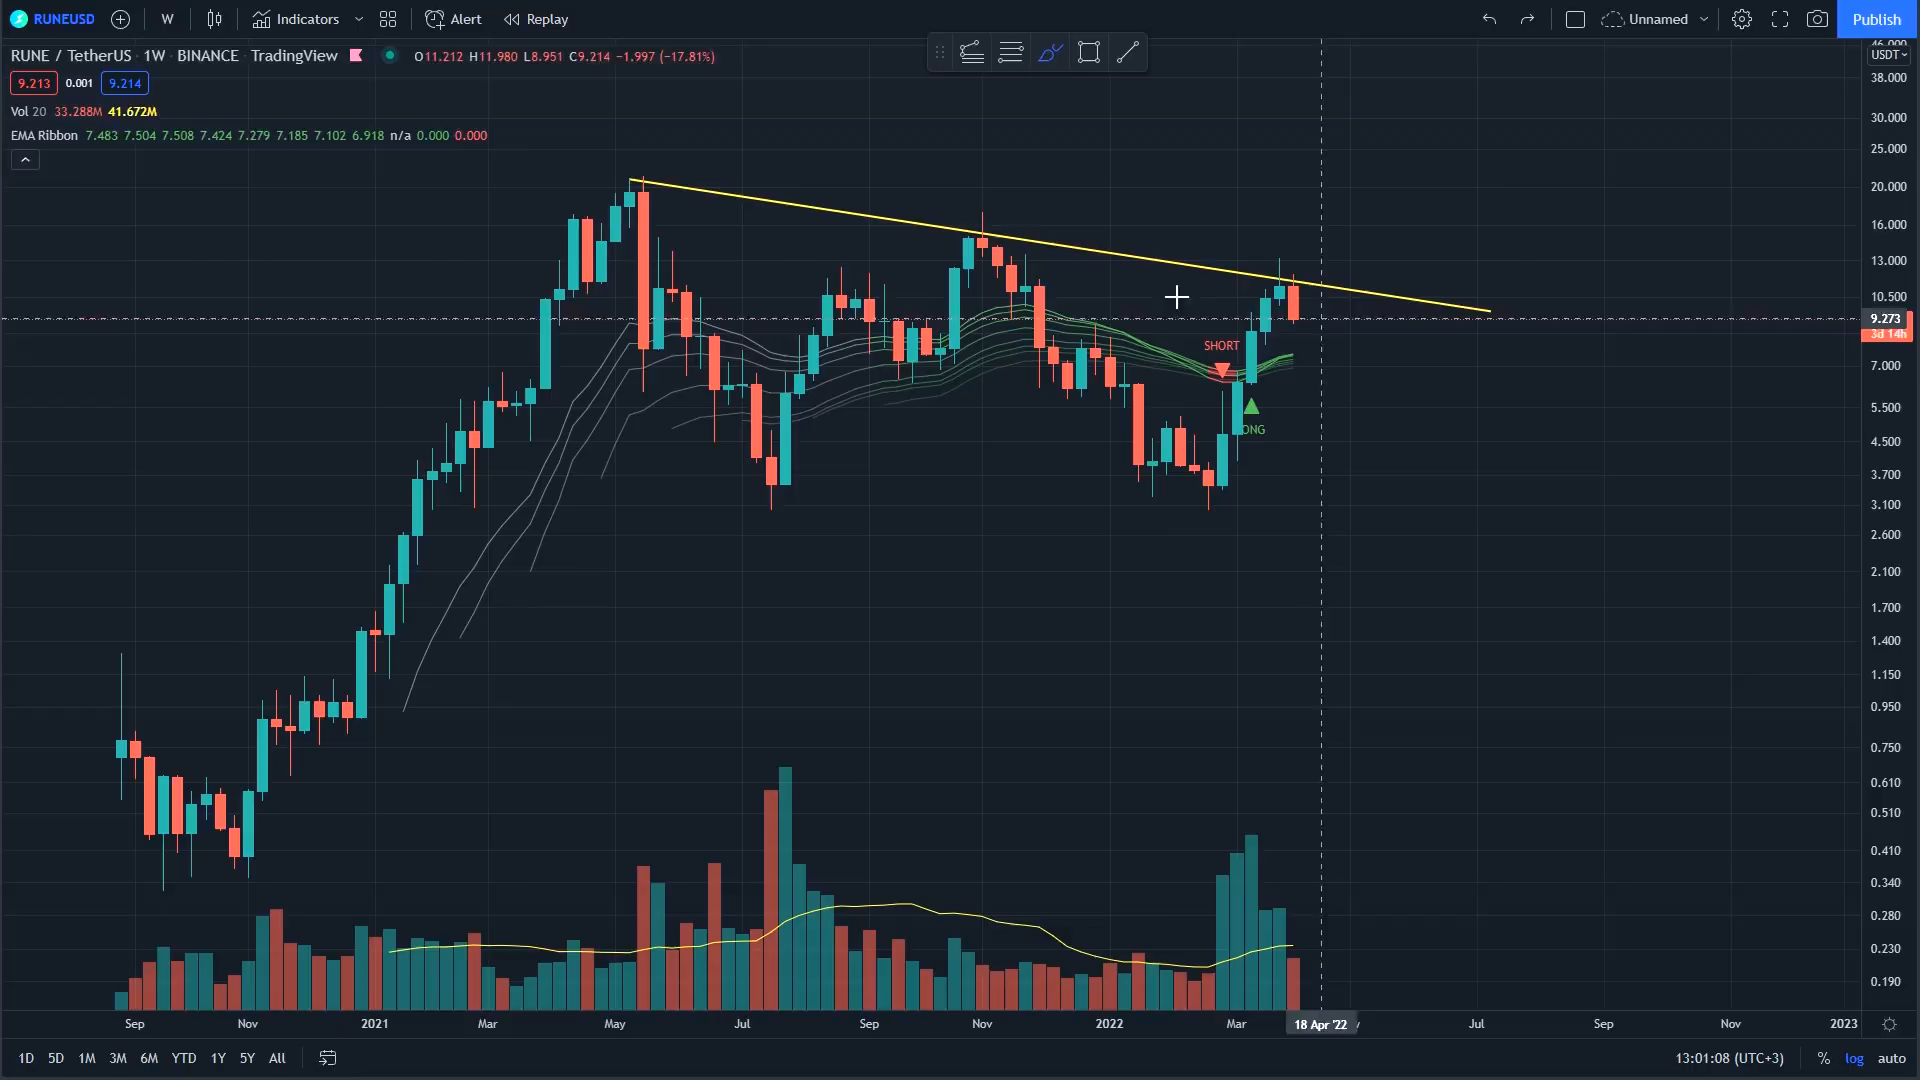 RUNEUSD W Indicators Alert Replay Unnamed Publish
RUNE / TetherUS 1W BINANCE TradingView O11.212 H11.980 L8.951 C9.214 −1.997 (−17.81%)
9.213 0.001 9.214
Vol 20 33.288M 41.672M
EMA Ribbon 7.483 7.504 7.508 7.424 7.279 7.185 7.102 6.918 n/a 0.000 0.000
46.000
USDT
38.000
30.000
25.000
20.000
16.000
13.000
10.500
9.273
3d 14h
SHORT
7.000
5.500
ONG
4.500
3.700
3.100
2.600
2.100
1.700
1.400
1.150
0.950
0.750
0.610
0.510
0.410
0.340
0.280
0.230
0.190
Sep Nov 2021 Mar May Jul Sep Nov 2022 Mar 18 Apr '22 Jul Sep Nov 2023
1D 5D 1M 3M 6M YTD 1Y 5Y All 13:01:08 (UTC+3) % log auto